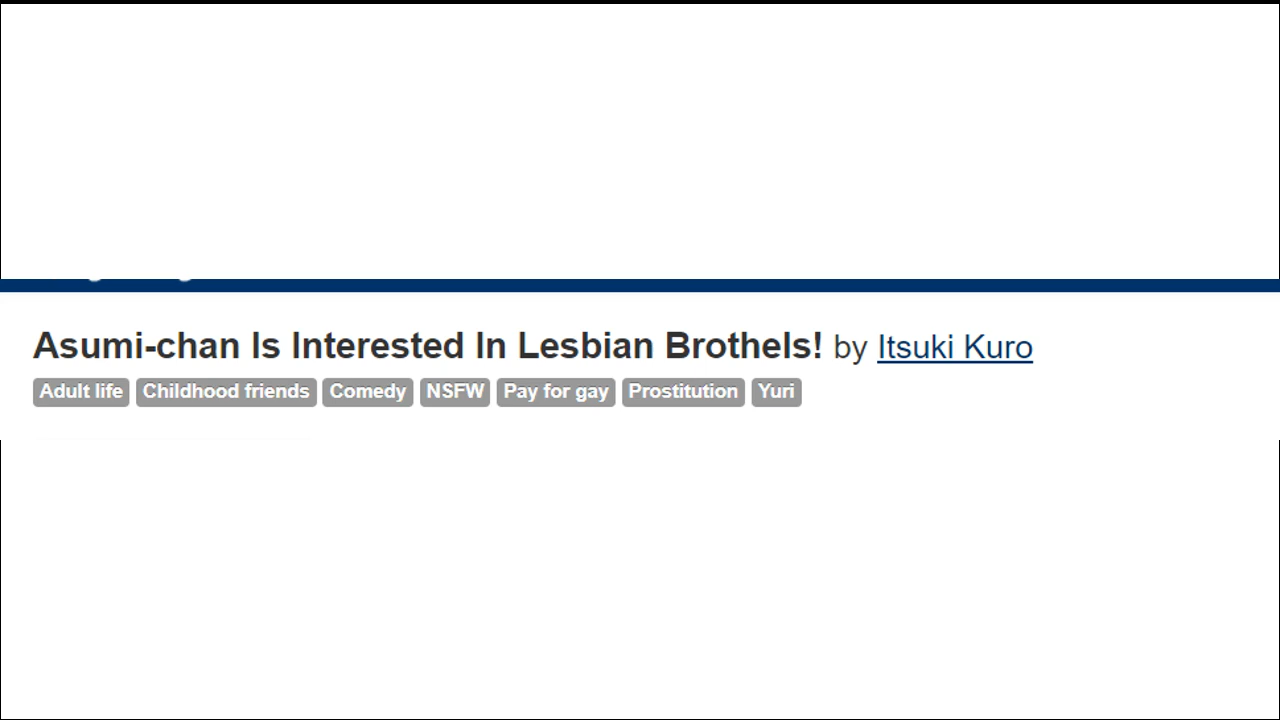 Asumi-chan Is Interested In Lesbian Brothels! by Itsuki Kuro
Adult life Childhood friends Comedy NSFW Pay for gay Prostitution Yuri